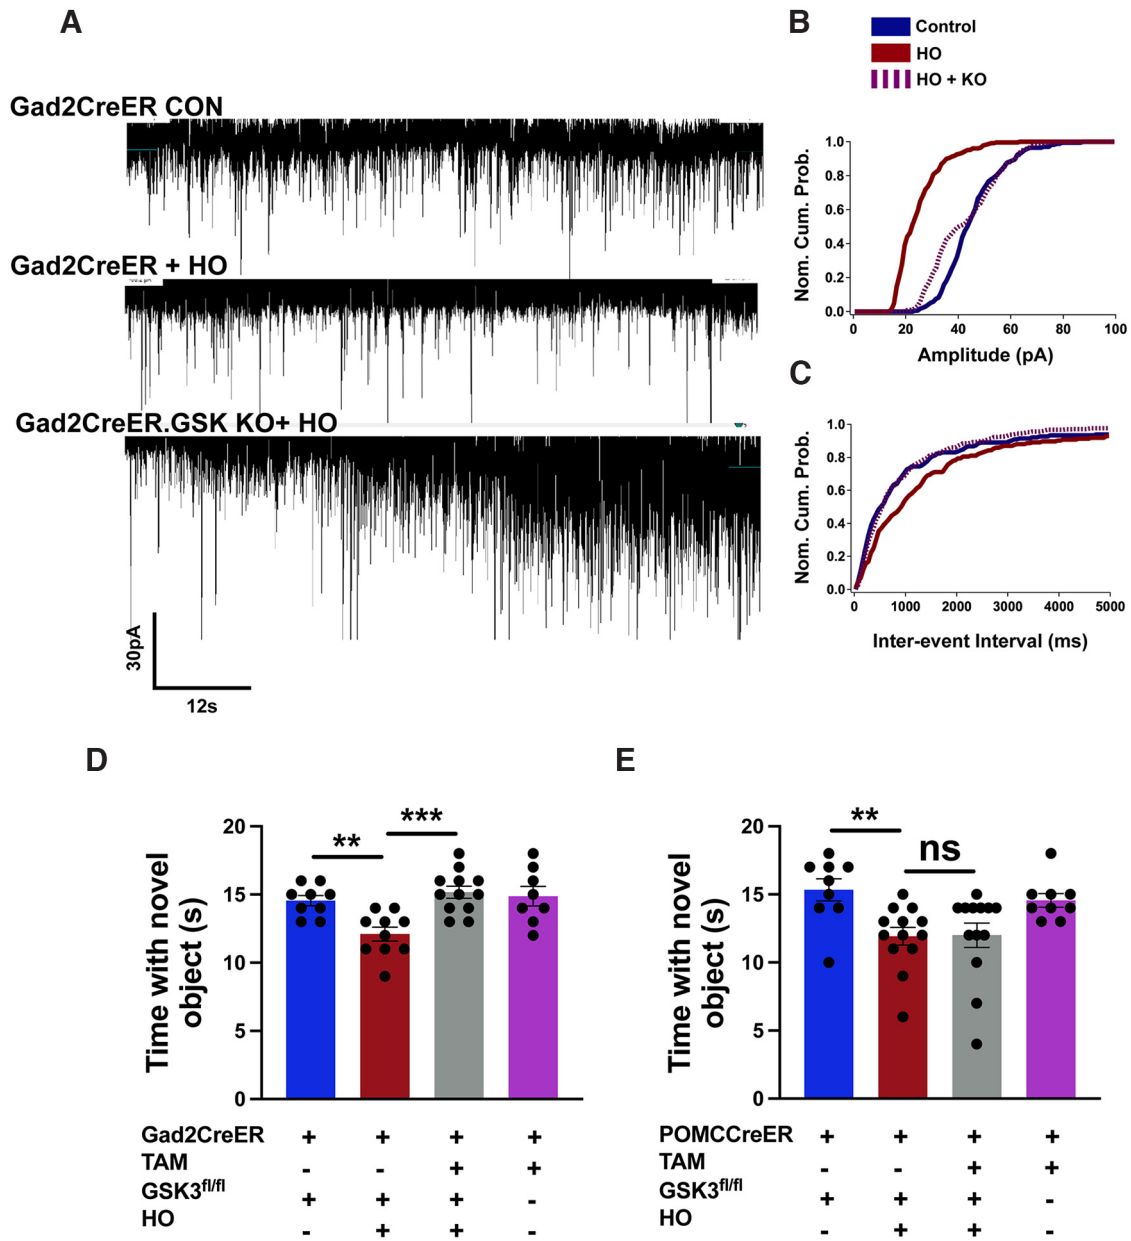 A
B
Control
HO
HO + KO
Gad2CreER CON
Gad2CreER + HO
Gad2CreER.GSK KO+ HO
30pA
12s
Nom. Cum. Prob.
1.0
0.8
0.6
0.4
0.2
0.0
0 20 40 60 80 100
Amplitude (pA)
C
Nom. Cum. Prob.
1.0
0.8
0.6
0.4
0.2
0.0
0 1000 2000 3000 4000 5000
Inter-event Interval (ms)
D
Time with novel
object (s)
20
15
10
5
0
** ***
Gad2CreER + + + +
TAM - - + +
GSK3fl/fl + + + -
HO - + + -
E
Time with novel
object (s)
20
15
10
5
0
** ns
POMCCreER + + + +
TAM - - + +
GSK3fl/fl + + + -
HO - + + -